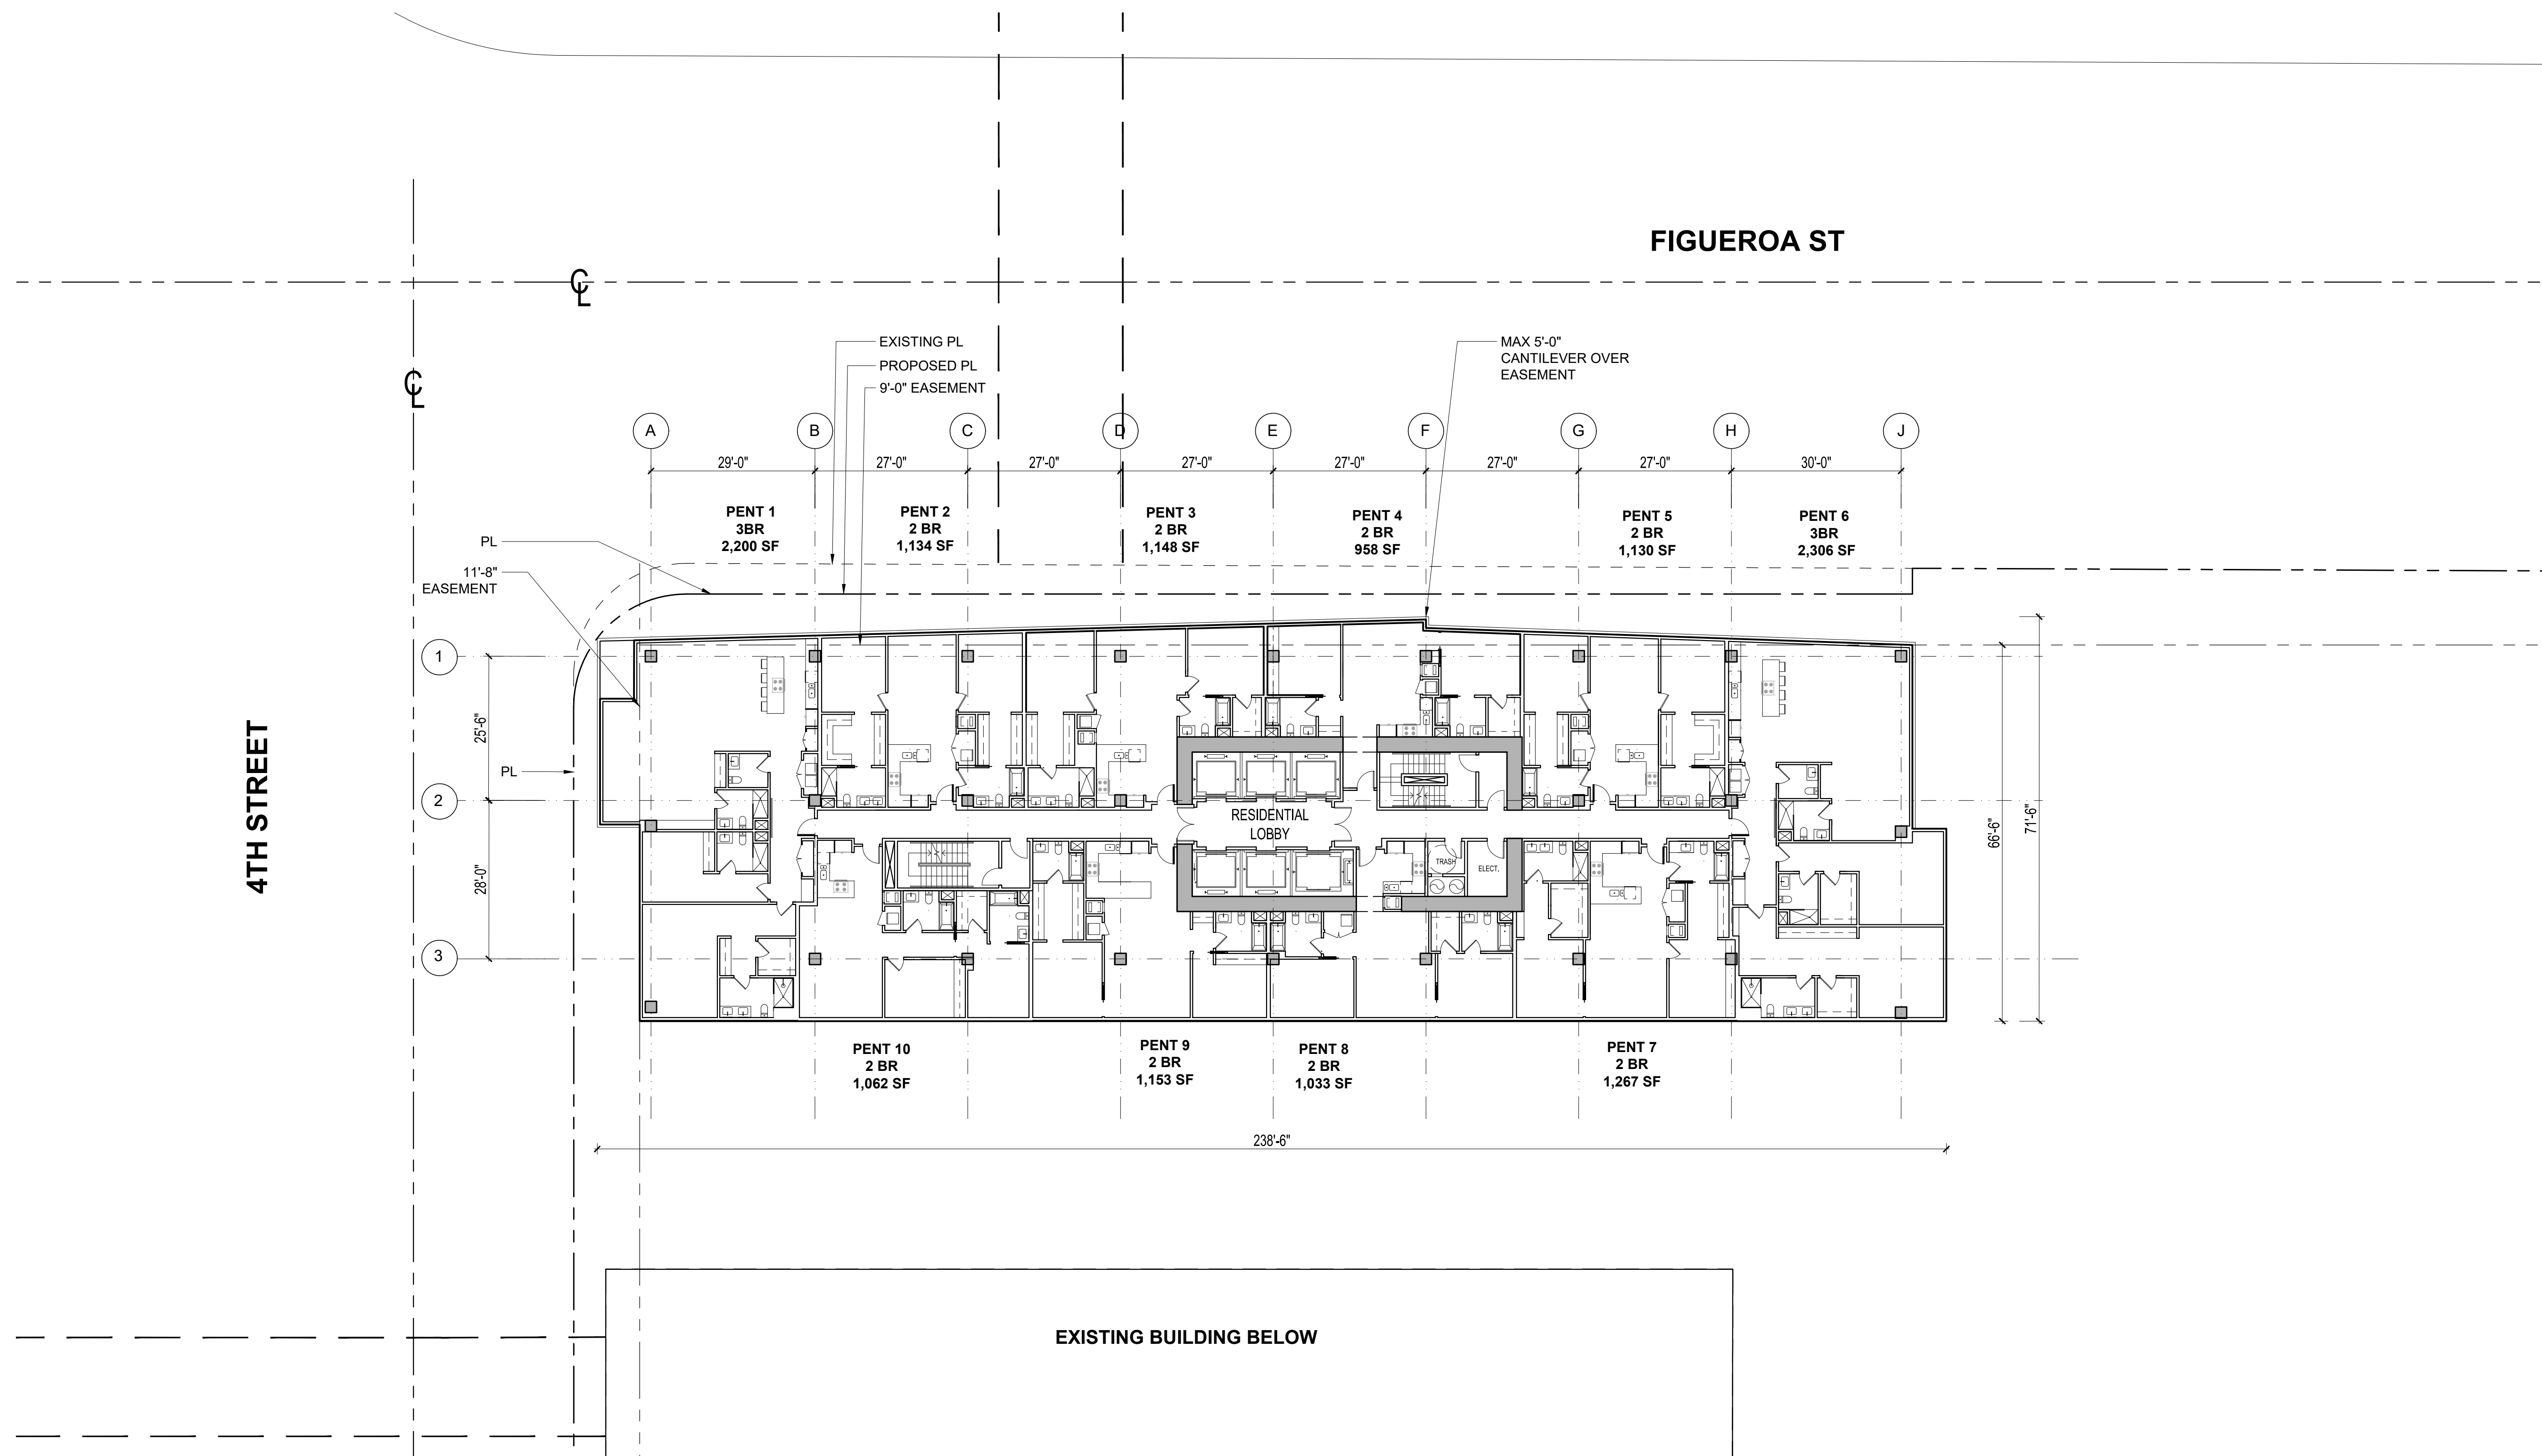 FIGUEROA ST
CL
EXISTING PL
PROPOSED PL
9'-0" EASEMENT
MAX 5'-0"
CANTILEVER OVER
EASEMENT
CL
A
B
C
D
E
F
G
H
J
29'-0"
27'-0"
27'-0"
27'-0"
27'-0"
27'-0"
27'-0"
30'-0"
PENT 1
3BR
2,200 SF
PENT 2
2 BR
1,134 SF
PENT 3
2 BR
1,148 SF
PENT 4
2 BR
958 SF
PENT 5
2 BR
1,130 SF
PENT 6
3BR
2,306 SF
PL
11'-8"
EASEMENT
1
25'-6"
PL
2
28'-0"
3
4TH STREET
RESIDENTIAL
LOBBY
TRASH
ELECT.
66'-6"
71'-6"
PENT 10
2 BR
1,062 SF
PENT 9
2 BR
1,153 SF
PENT 8
2 BR
1,033 SF
PENT 7
2 BR
1,267 SF
238'-6"
EXISTING BUILDING BELOW